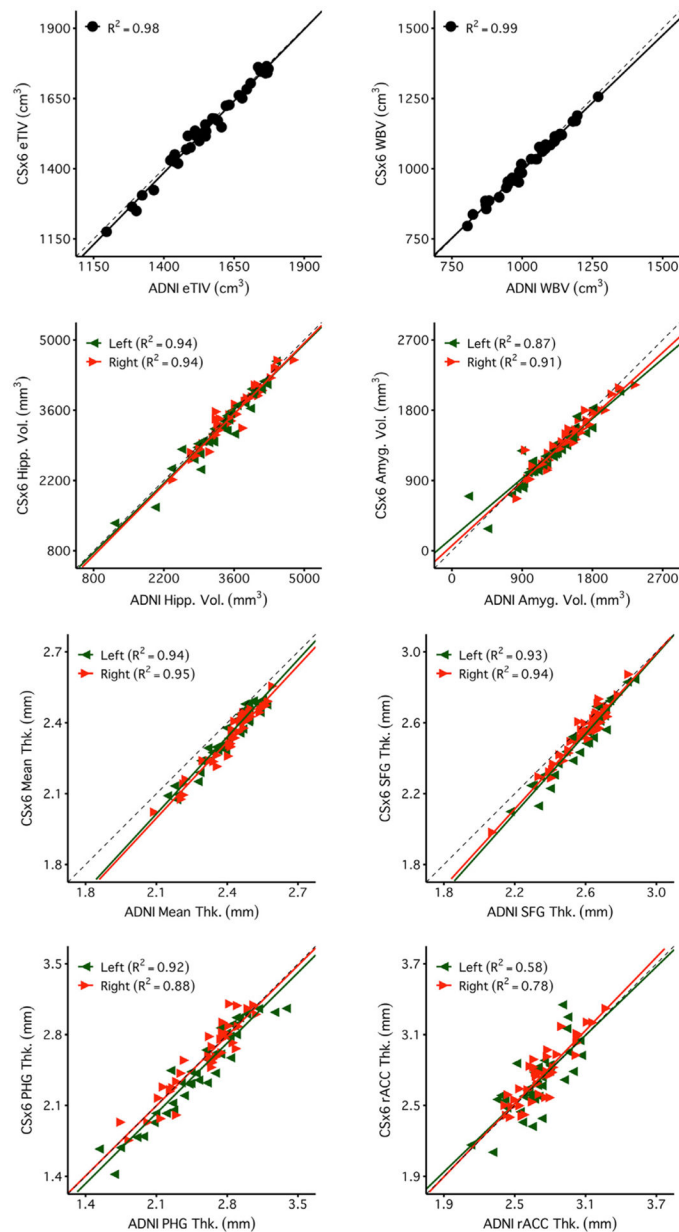 R² = 0.98
1900
1650
1400
1150
CSx6 eTIV (cm³)
1150 1400 1650 1900
ADNI eTIV (cm³)
R² = 0.99
1500
1250
1000
750
CSx6 WBV (cm³)
750 1000 1250 1500
ADNI WBV (cm³)
Left (R² = 0.94)
Right (R² = 0.94)
5000
3600
2200
800
CSx6 Hipp. Vol. (mm³)
800 2200 3600 5000
ADNI Hipp. Vol. (mm³)
Left (R² = 0.87)
Right (R² = 0.91)
2700
1800
900
0
CSx6 Amyg. Vol. (mm³)
0 900 1800 2700
ADNI Amyg. Vol. (mm³)
Left (R² = 0.94)
Right (R² = 0.95)
2.7
2.4
2.1
1.8
CSx6 Mean Thk. (mm)
1.8 2.1 2.4 2.7
ADNI Mean Thk. (mm)
Left (R² = 0.93)
Right (R² = 0.94)
3.0
2.6
2.2
1.8
CSx6 SFG Thk. (mm)
1.8 2.2 2.6 3.0
ADNI SFG Thk. (mm)
Left (R² = 0.92)
Right (R² = 0.88)
3.5
2.8
2.1
1.4
CSx6 PHG Thk. (mm)
1.4 2.1 2.8 3.5
ADNI PHG Thk. (mm)
Left (R² = 0.58)
Right (R² = 0.78)
3.7
3.1
2.5
1.9
CSx6 rACC Thk. (mm)
1.9 2.5 3.1 3.7
ADNI rACC Thk. (mm)